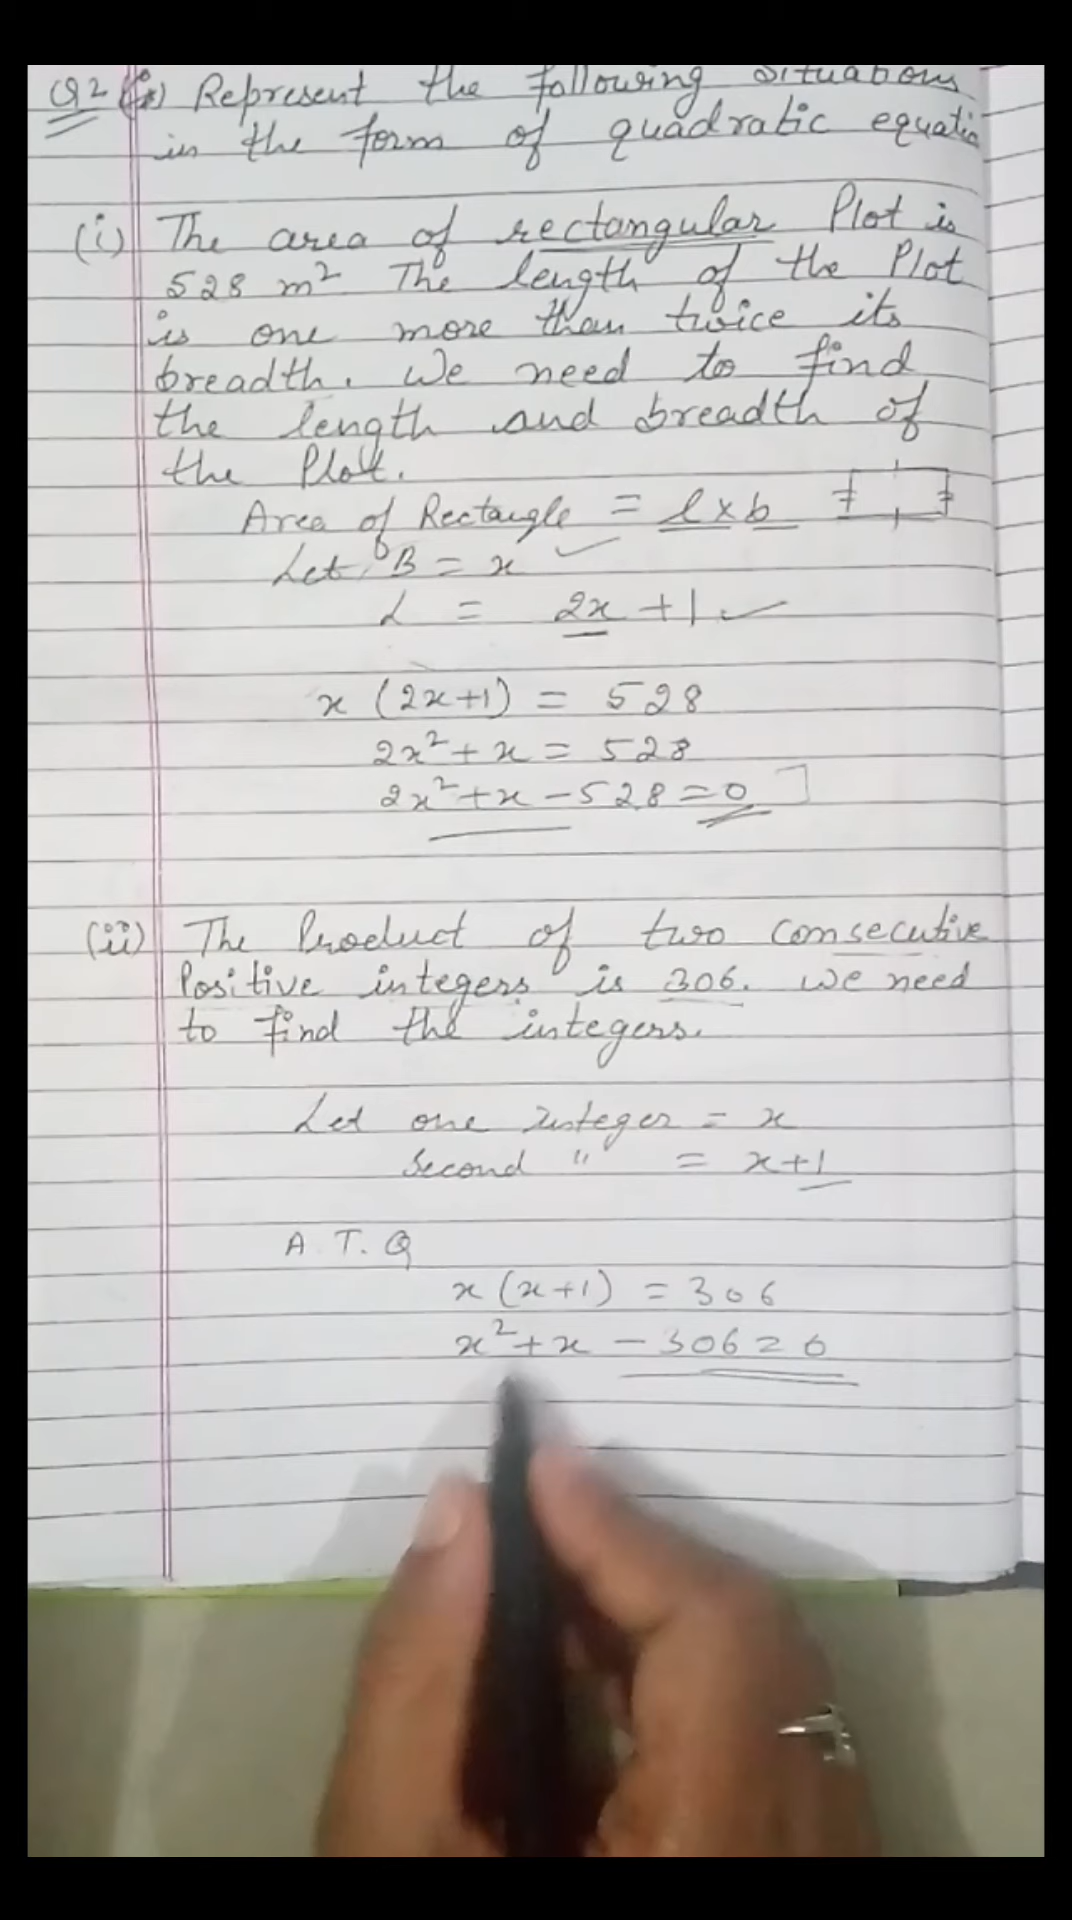 Q2 (i) Represent the following situations
in the form of quadratic equatio
(i) The area of rectangular Plot is
528 m² The length of the Plot
is one more than twice its
breadth. We need to find
the length and breadth of
the Plot.
Area of Rectangle = l x b
Let, B = x
L = 2x + 1
x (2x+1) = 528
2x² + x = 528
2x² + x - 528 = 0
(ii) The Product of two consecutive
Positive integers is 306. We need
to find the integers.
Let one integer = x
Second " = x+1
A.T.Q
x (x+1) = 306
x² + x - 306 = 0